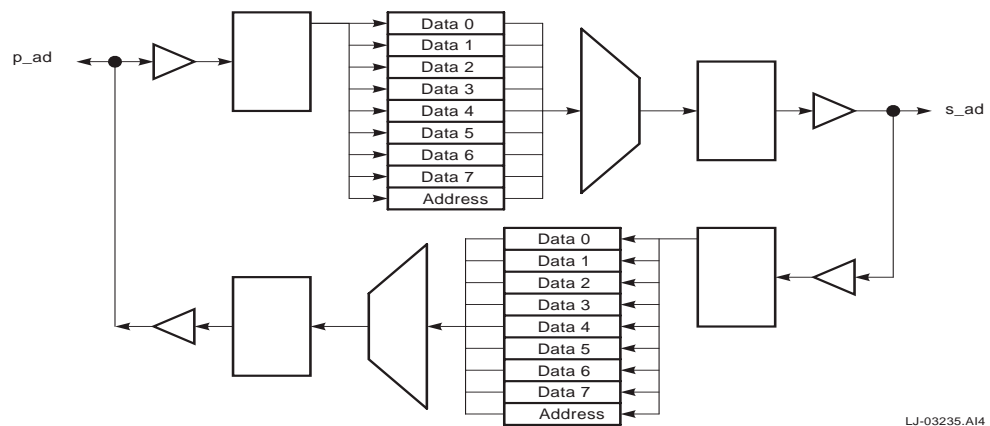 p_ad
Data 0
Data 1
Data 2
Data 3
Data 4
Data 5
Data 6
Data 7
Address
s_ad
Data 0
Data 1
Data 2
Data 3
Data 4
Data 5
Data 6
Data 7
Address
LJ-03235.AI4